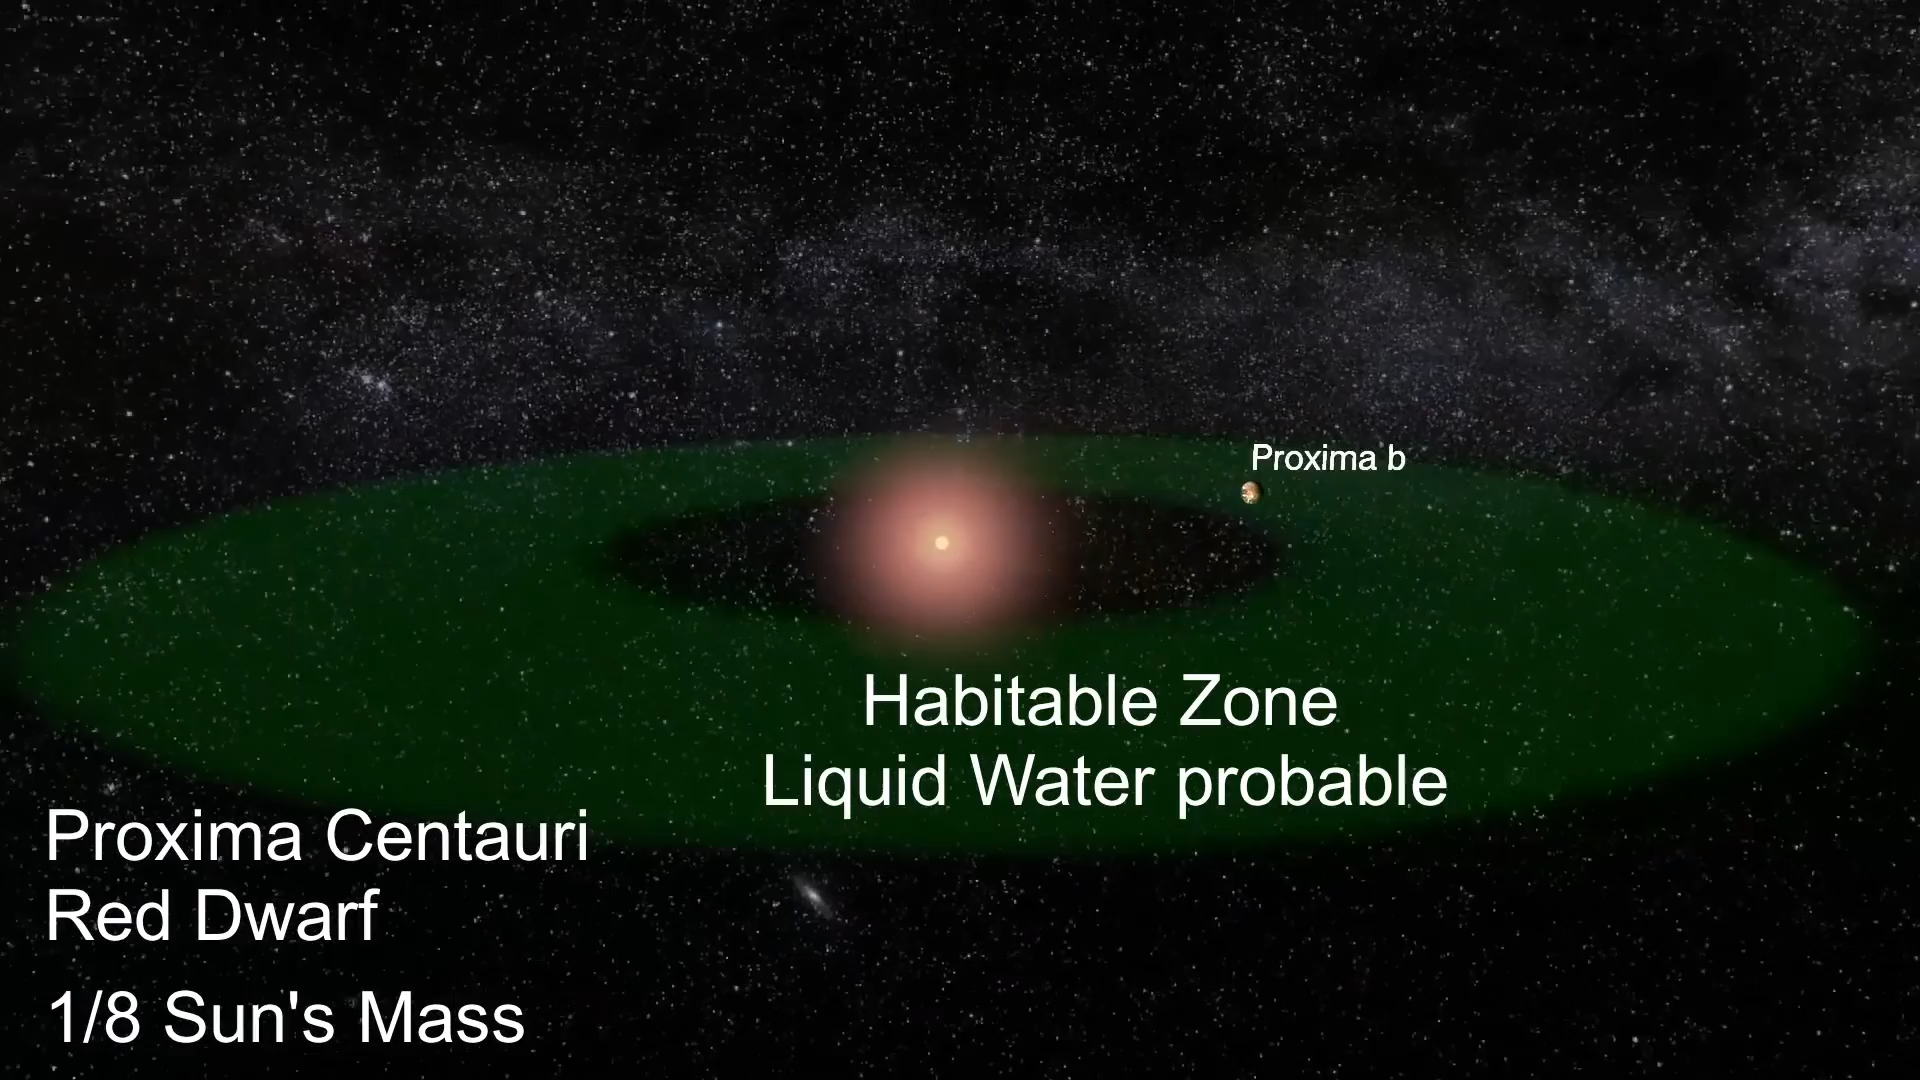 Proxima b
Habitable Zone
Liquid Water probable
Proxima Centauri
Red Dwarf
1/8 Sun's Mass